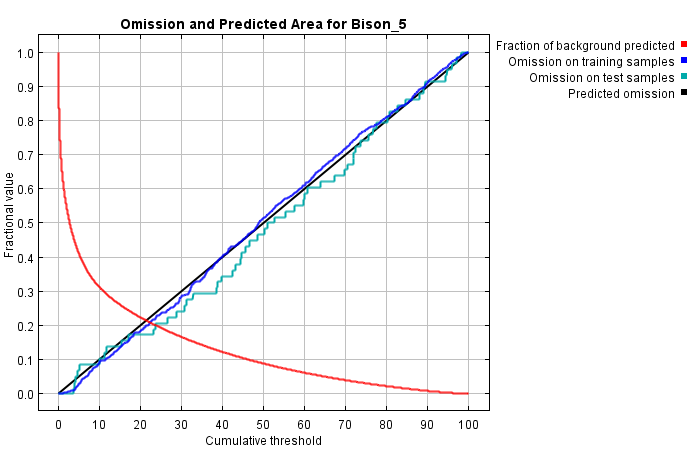 Omission and Predicted Area for Bison_5
Fraction of background predicted
Omission on training samples
Omission on test samples
Predicted omission
Fractional value
1.0
0.9
0.8
0.7
0.6
0.5
0.4
0.3
0.2
0.1
0.0
0 10 20 30 40 50 60 70 80 90 100
Cumulative threshold